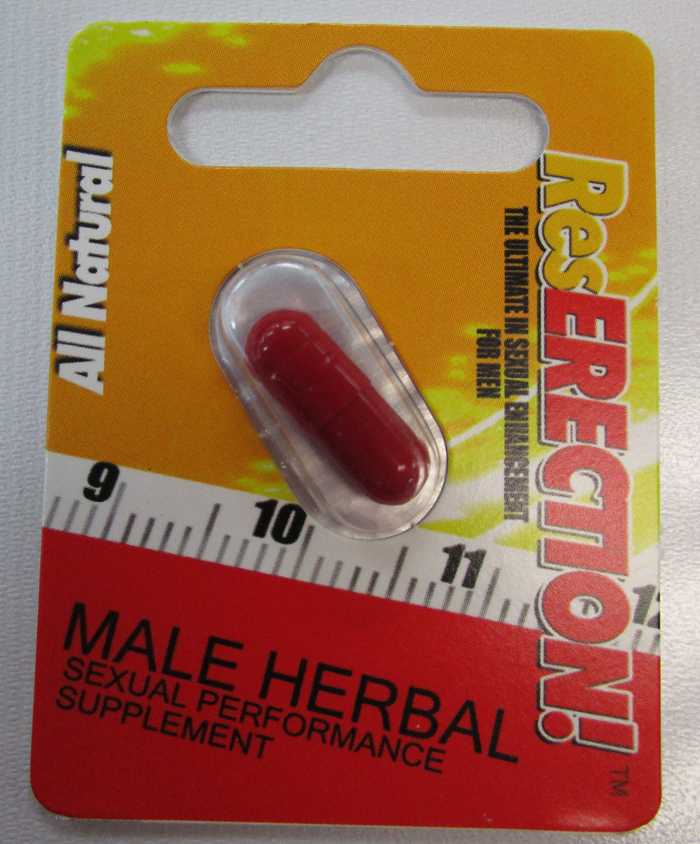 All Natural
ResERECTION!
TM
THE ULTIMATE IN SEXUAL ENHANCEMENT
FOR MEN
9
10
11
12
MALE HERBAL
SEXUAL PERFORMANCE
SUPPLEMENT